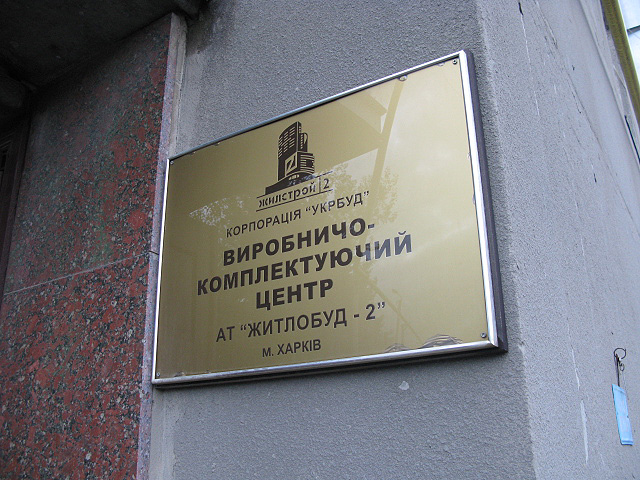 жилстрой 2
КОРПОРАЦІЯ "УКРБУД"
ВИРОБНИЧО-
КОМПЛЕКТУЮЧИЙ
ЦЕНТР
АТ "ЖИТЛОБУД - 2"
М. ХАРКІВ